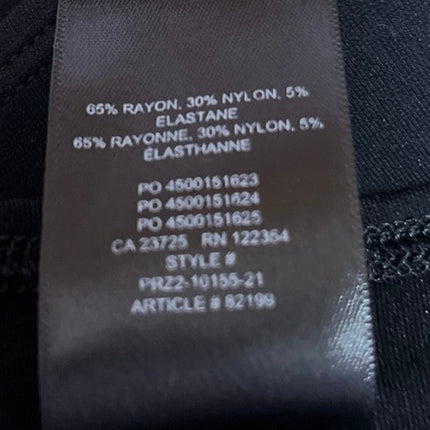 65% RAYON, 30% NYLON, 5%
ELASTANE
65% RAYONNE, 30% NYLON, 5%
ÉLASTHANNE
PO 4500151623
PO 4500151624
PO 4500151625
CA 23725 RN 122354
STYLE #
PRZ2-10155-21
ARTICLE # 82199